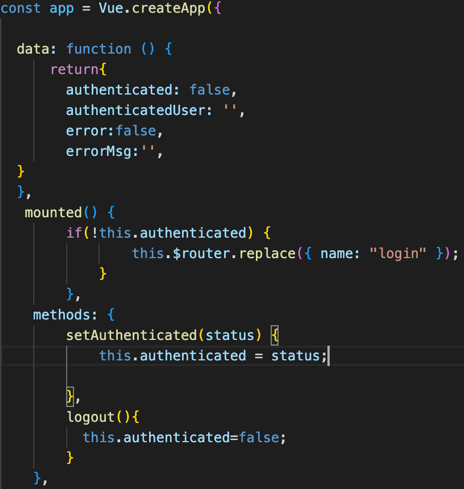 const app = Vue.createApp({
data: function () {
return{
authenticated: false,
authenticatedUser: '',
error:false,
errorMsg:'',
}
},
mounted() {
if(!this.authenticated) {
this.$router.replace({ name: "login" });
}
},
methods: {
setAuthenticated(status) {
this.authenticated = status;
},
logout(){
this.authenticated=false;
}
},